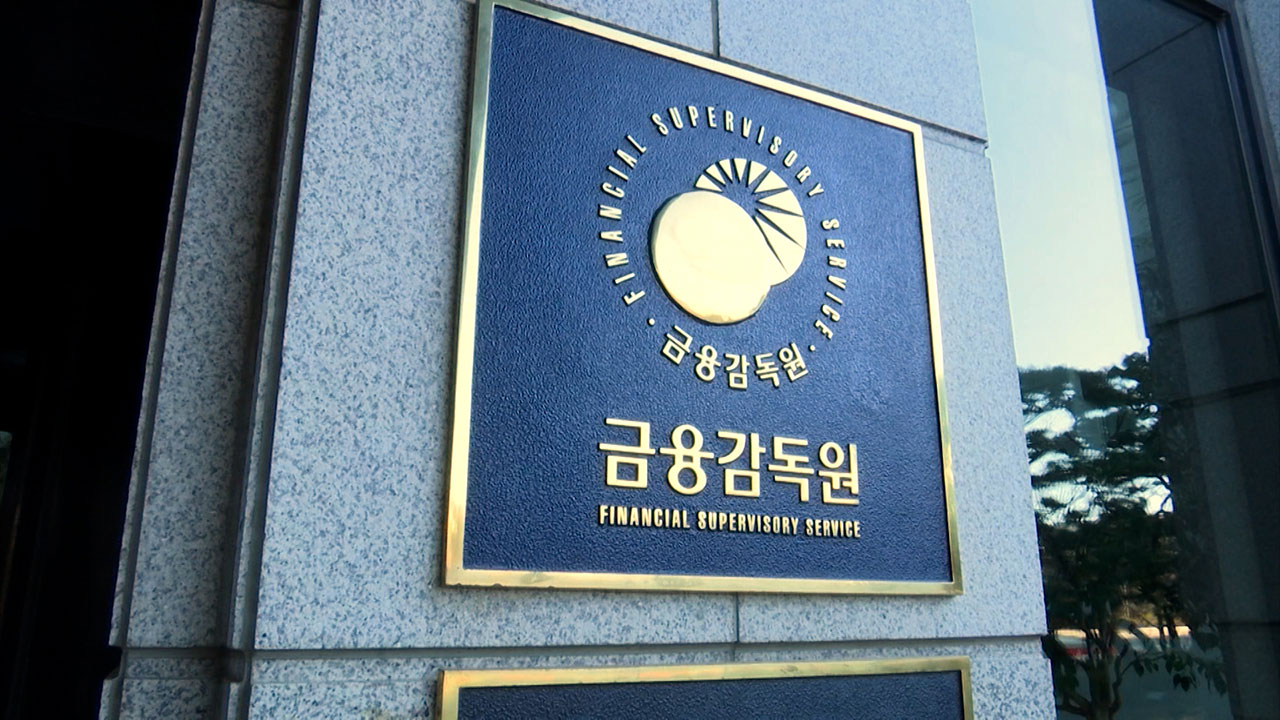 FINANCIAL SUPERVISORY SERVICE
· 금융감독원 ·
금융감독원
FINANCIAL SUPERVISORY SERVICE